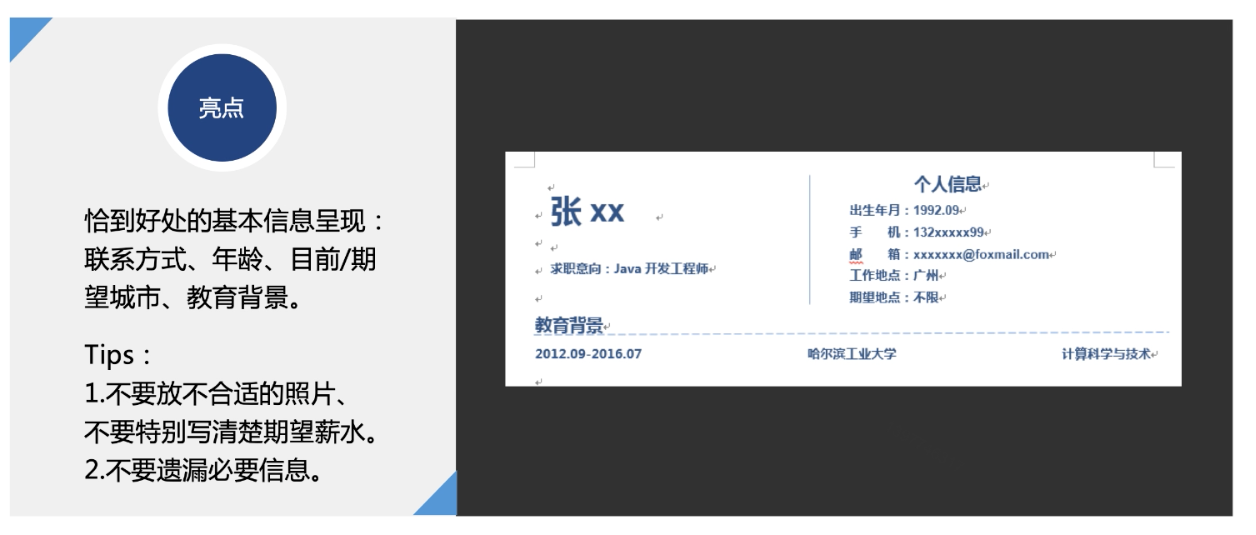 亮点
恰到好处的基本信息呈现：
联系方式、年龄、目前/期
望城市、教育背景。
Tips：
1.不要放不合适的照片、
不要特别写清楚期望薪水。
2.不要遗漏必要信息。
张 xx
求职意向：Java 开发工程师
个人信息
出生年月：1992.09
手 机：132xxxxx99
邮 箱：xxxxxxx@foxmail.com
工作地点：广州
期望地点：不限
教育背景
2012.09-2016.07 哈尔滨工业大学 计算科学与技术